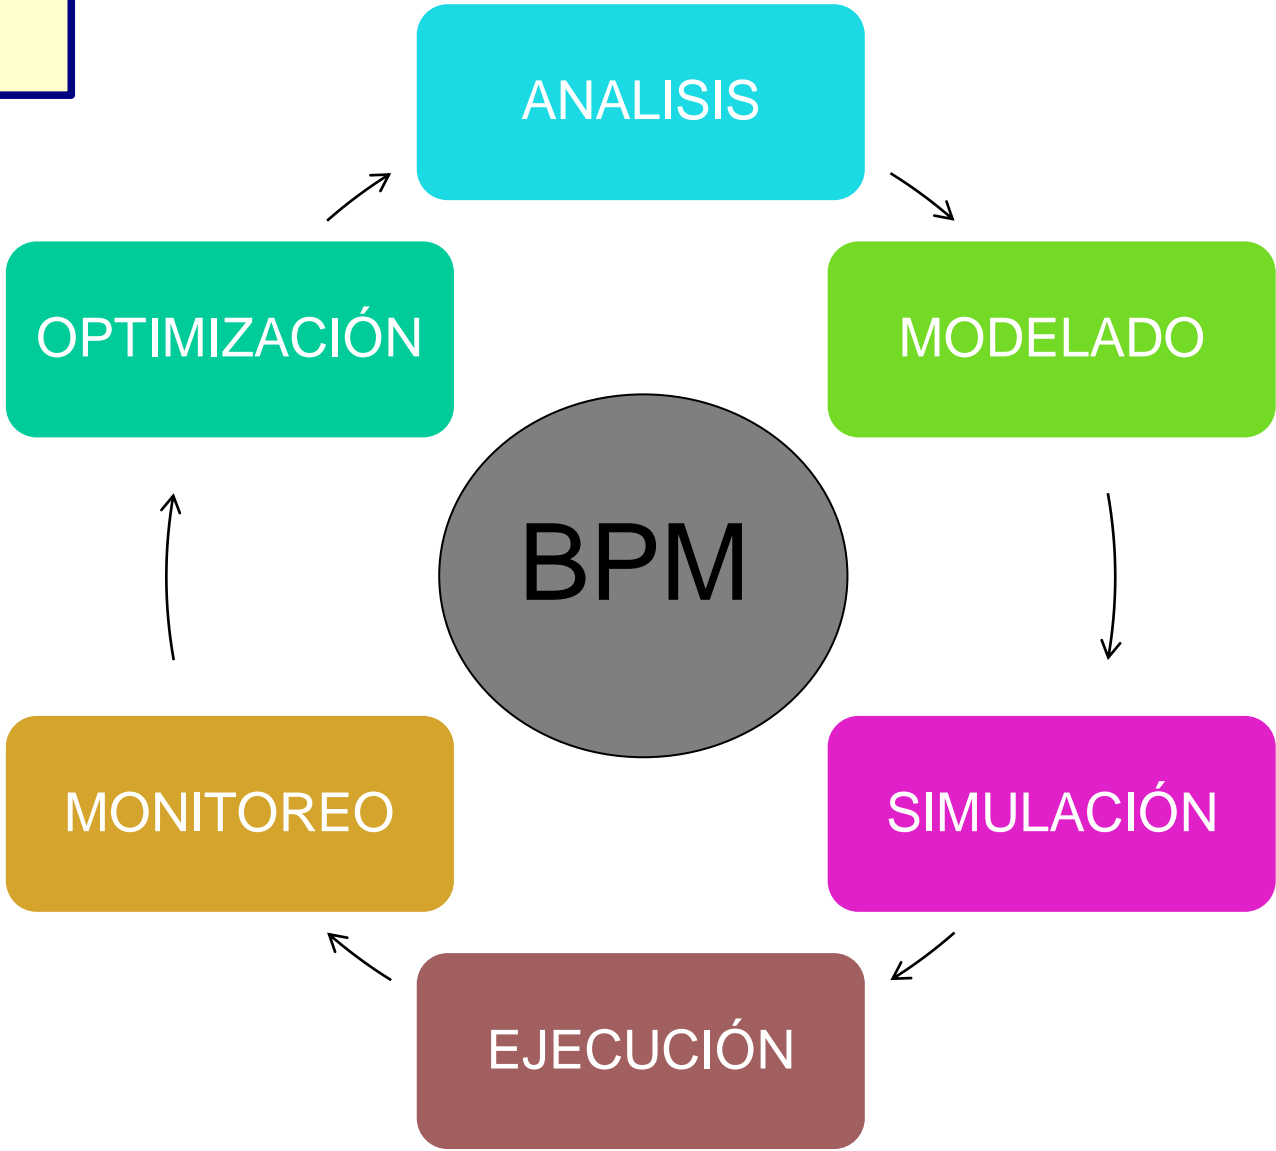 ANALISIS
OPTIMIZACIÓN
MODELADO
BPM
MONITOREO
SIMULACIÓN
EJECUCIÓN